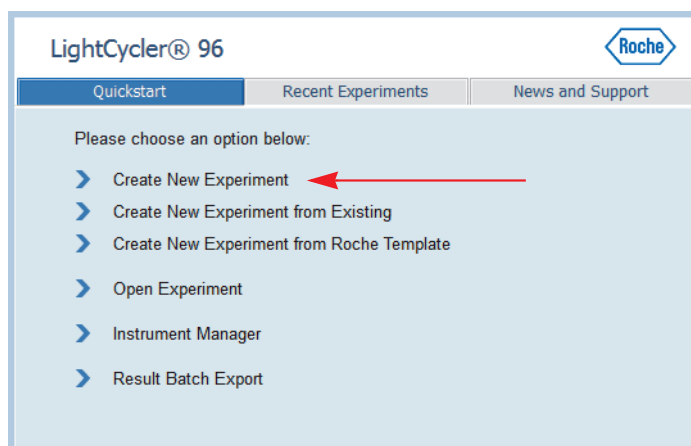 LightCycler® 96
Roche
Quickstart
Recent Experiments
News and Support
Please choose an option below:
Create New Experiment
Create New Experiment from Existing
Create New Experiment from Roche Template
Open Experiment
Instrument Manager
Result Batch Export